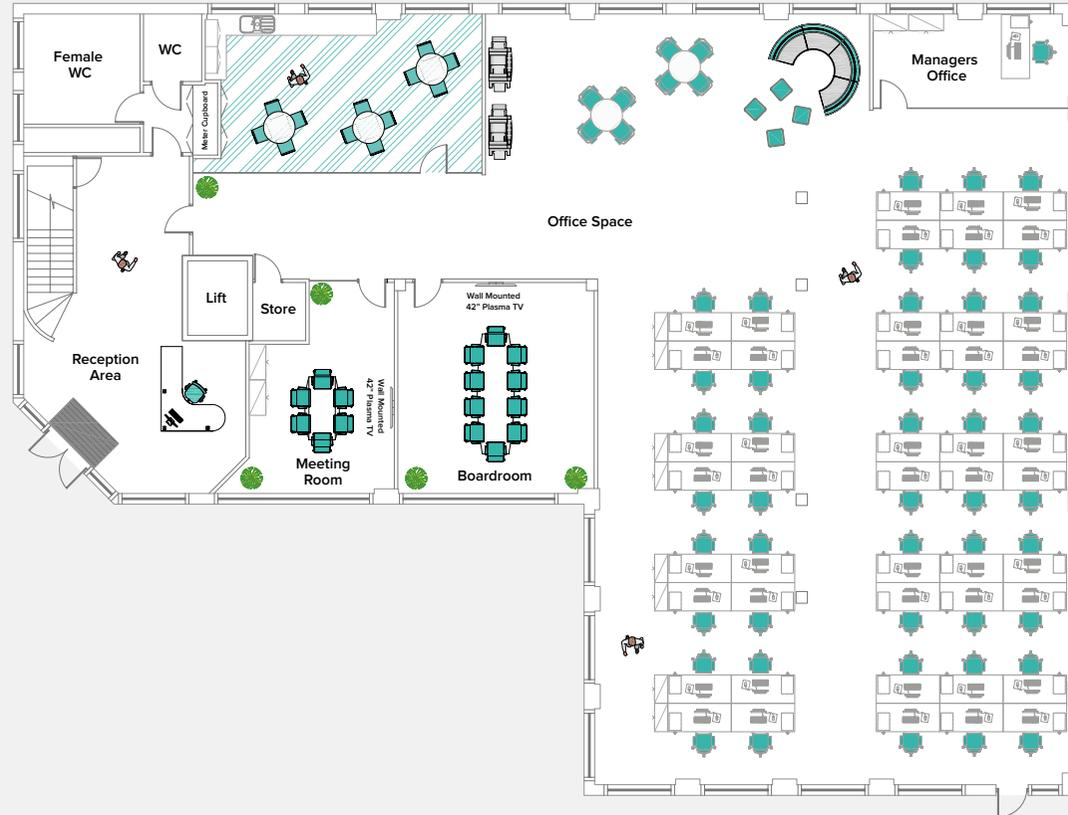 Female
WC
WC
Meter Cupboard
Managers
Office
Office Space
Lift
Store
Wall Mounted
42" Plasma TV
Reception
Area
Wall Mounted
42" Plasma TV
Meeting
Room
Boardroom